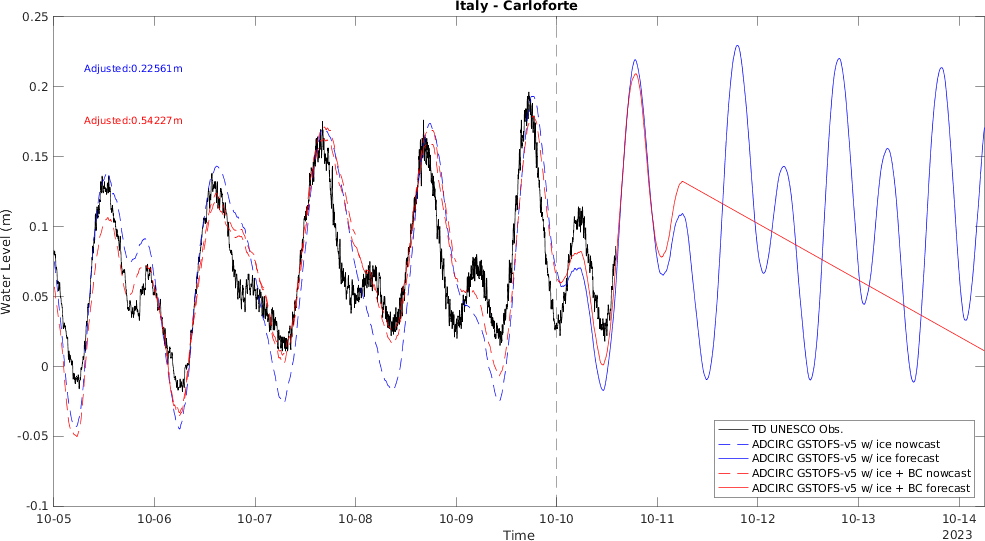 Italy - Carloforte
0.25
0.2
0.15
0.1
0.05
0
-0.05
-0.1
Water Level (m)
Adjusted:0.22561m
Adjusted:0.54227m
TD UNESCO Obs.
ADCIRC GSTOFS-v5 w/ ice nowcast
ADCIRC GSTOFS-v5 w/ ice forecast
ADCIRC GSTOFS-v5 w/ ice + BC nowcast
ADCIRC GSTOFS-v5 w/ ice + BC forecast
10-05 10-06 10-07 10-08 10-09 10-10 10-11 10-12 10-13 10-14
Time
2023